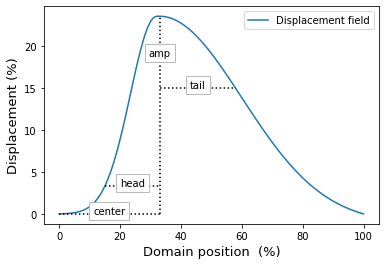 Displacement field
amp
tail
head
center
Displacement (%)
20
15
10
5
0
0
20
40
60
80
100
Domain position (%)